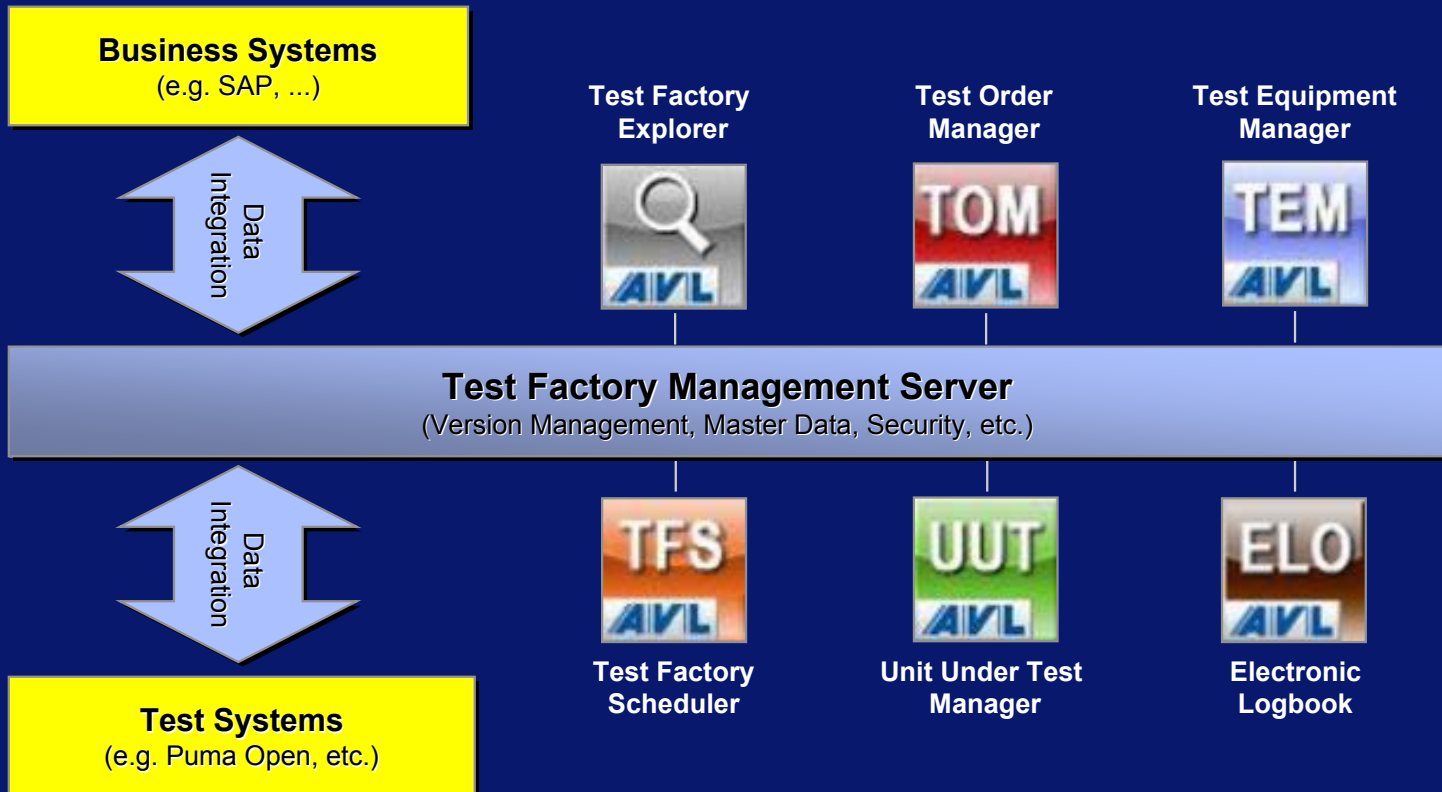 Business Systems
(e.g. SAP, ...)
Data
Integration
Test Factory
Explorer
AVL
Test Order
Manager
TOM
AVL
Test Equipment
Manager
TEM
AVL
Test Factory Management Server
(Version Management, Master Data, Security, etc.)
Data
Integration
TFS
AVL
Test Factory
Scheduler
UUT
AVL
Unit Under Test
Manager
ELO
AVL
Electronic
Logbook
Test Systems
(e.g. Puma Open, etc.)